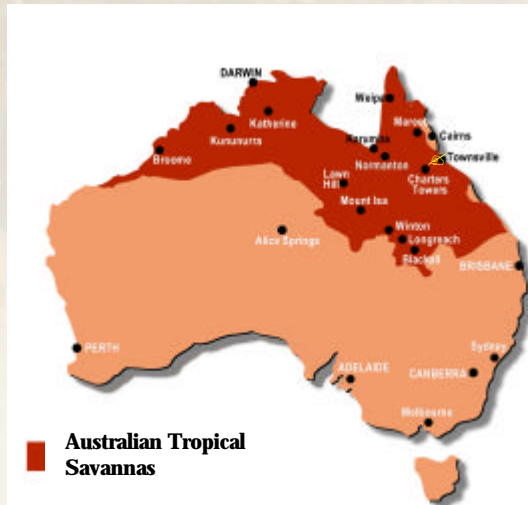 DARWIN
Weipa
Katherine
Mareeba
Cairns
Kununurra
Karumba
Broome
Normanton
Townsville
Lawn
Hill
Charters
Towers
Mount Isa
Winton
Alice Springs
Longreach
Blackall
BRISBANE
PERTH
Sydney
ADELAIDE
CANBERRA
Melbourne
Australian Tropical
Savannas